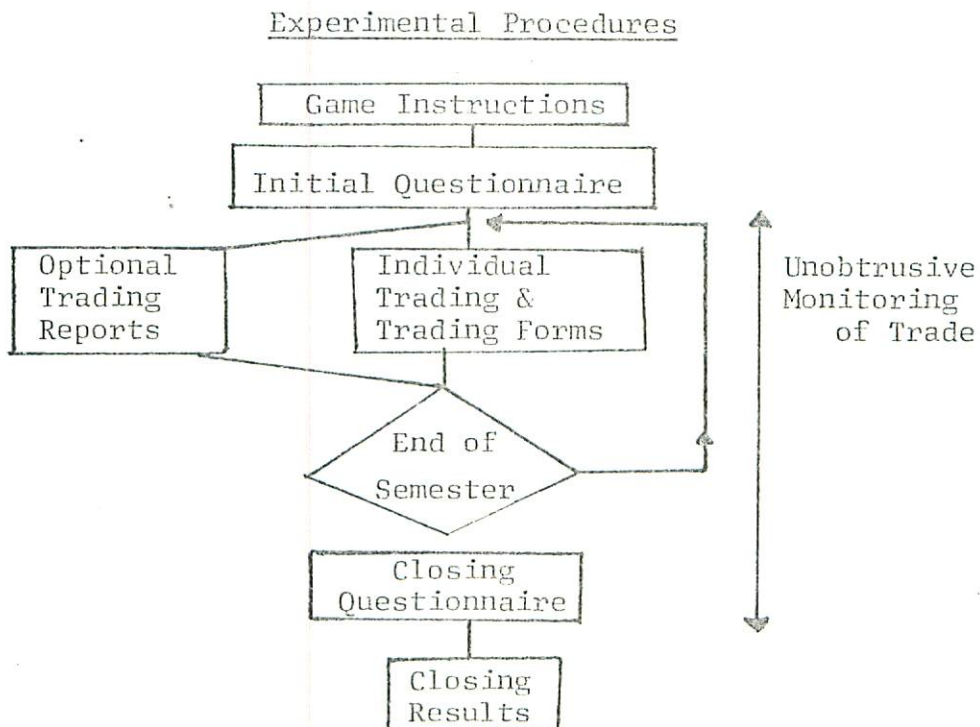 Experimental Procedures
Game Instructions
Initial Questionnaire
Optional
Trading
Reports
Individual
Trading &
Trading Forms
Unobtrusive
Monitoring
of Trade
End of
Semester
Closing
Questionnaire
Closing
Results